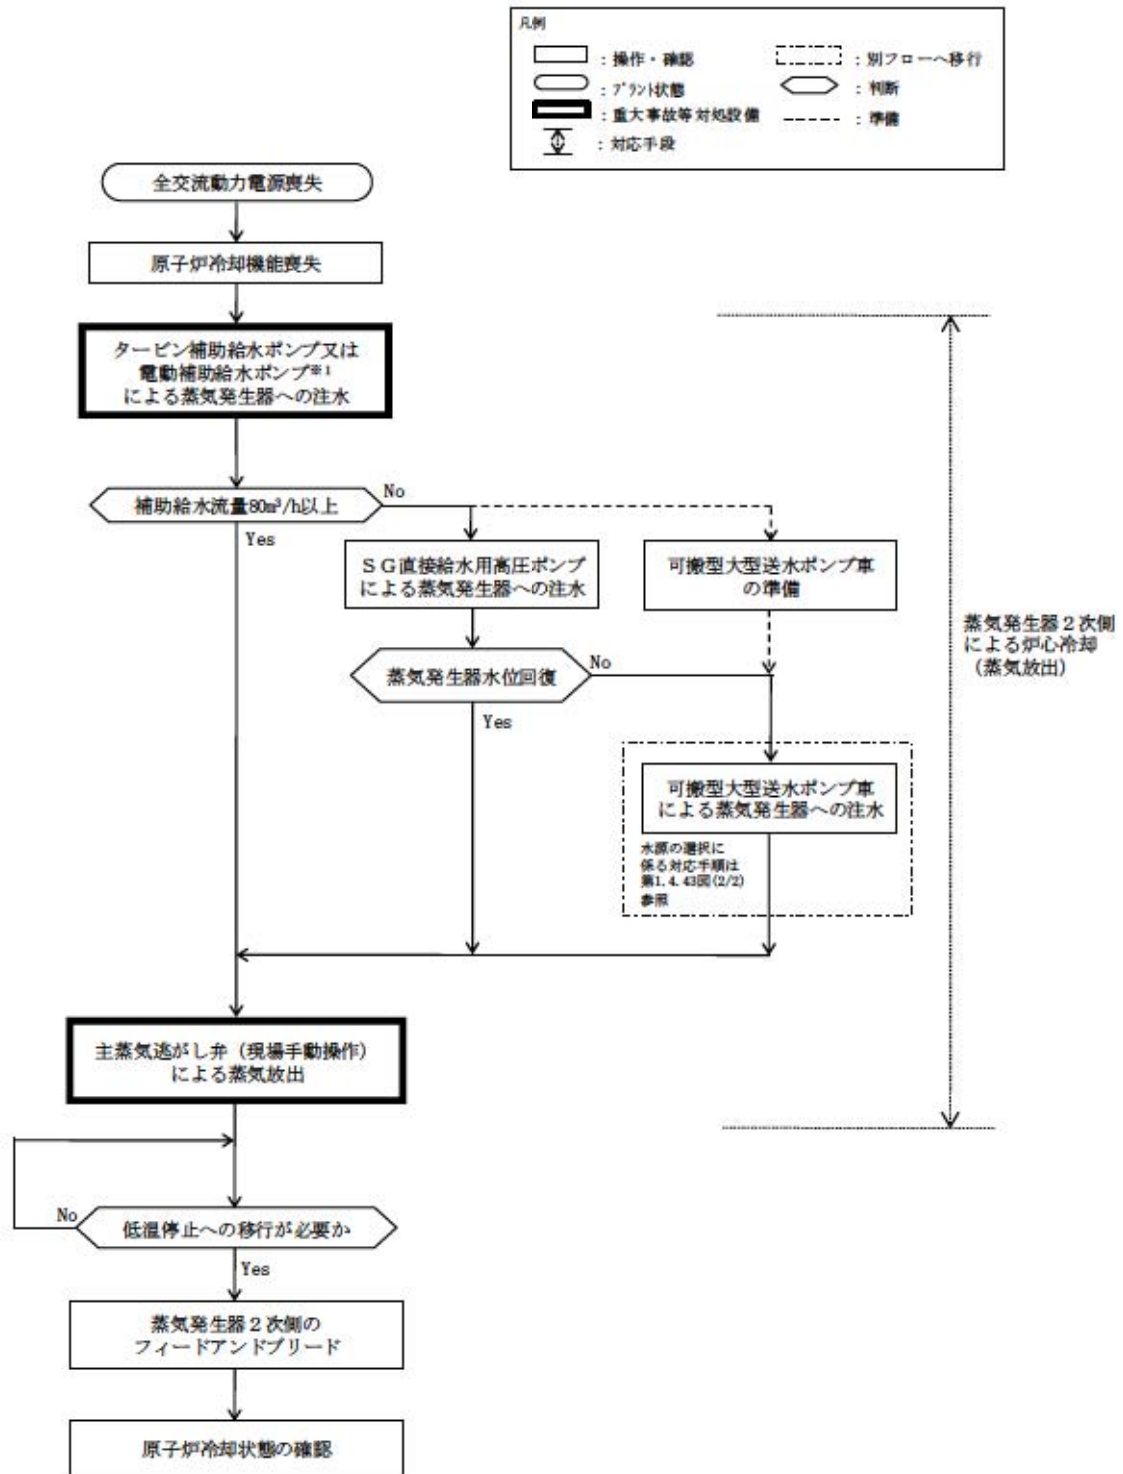 凡例
：操作・確認
：別フローへ移行
：プラント状態
：判断
：重大事故等対処設備
：準備
：対応手段
全交流動力電源喪失
原子炉冷却機能喪失
タービン補助給水ポンプ又は
電動補助給水ポンプ※1
による蒸気発生器への注水
補助給水流量80m³/h以上
No
Yes
ＳＧ直接給水用高圧ポンプ
による蒸気発生器への注水
可搬型大型送水ポンプ車
の準備
蒸気発生器２次側
による炉心冷却
（蒸気放出）
蒸気発生器水位回復
No
Yes
可搬型大型送水ポンプ車
による蒸気発生器への注水
水源の選択に
係る対応手順は
第1.4.43図(2/2)
参照
主蒸気逃がし弁（現場手動操作）
による蒸気放出
No
低温停止への移行が必要か
Yes
蒸気発生器２次側の
フィードアンドブリード
原子炉冷却状態の確認